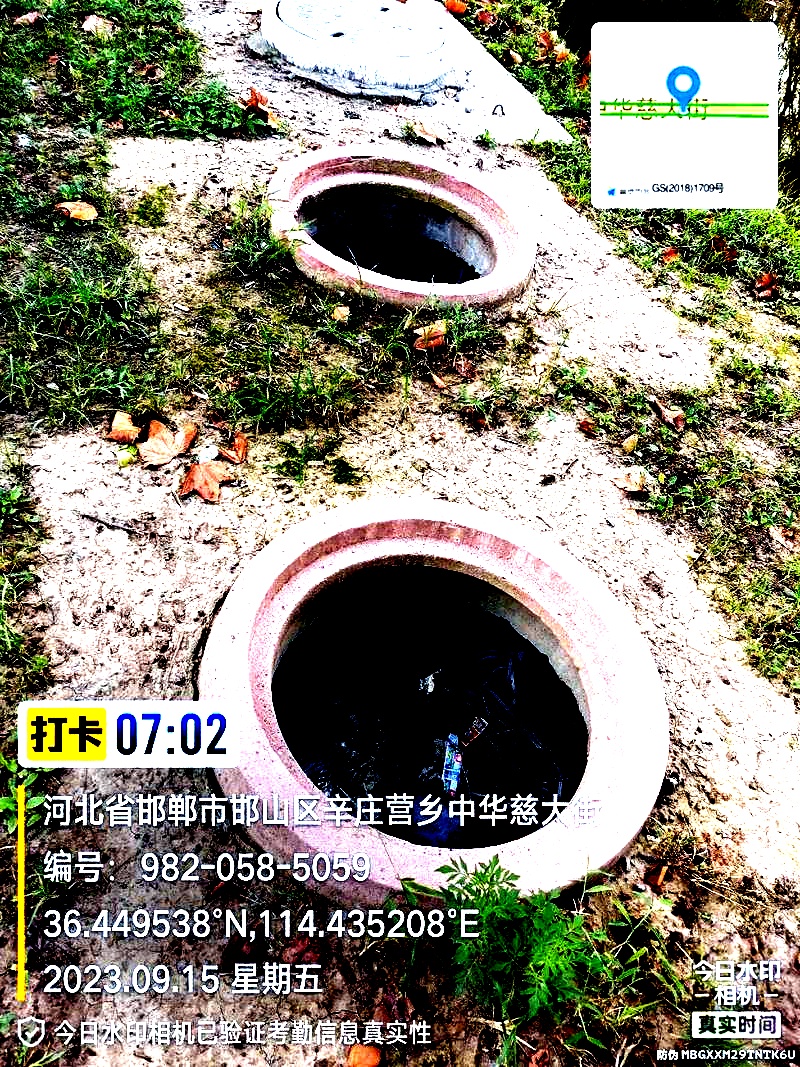 华慈大街
GS(2018)1709号
打卡 07:02
河北省邯郸市邯山区辛庄营乡中华慈大街
编号： 982-058-5059
36.449538°N,114.435208°E
2023.09.15 星期五
今日水印相机已验证考勤信息真实性
今日水印
相机
真实时间
防伪 MBGXXM29TNTK6U